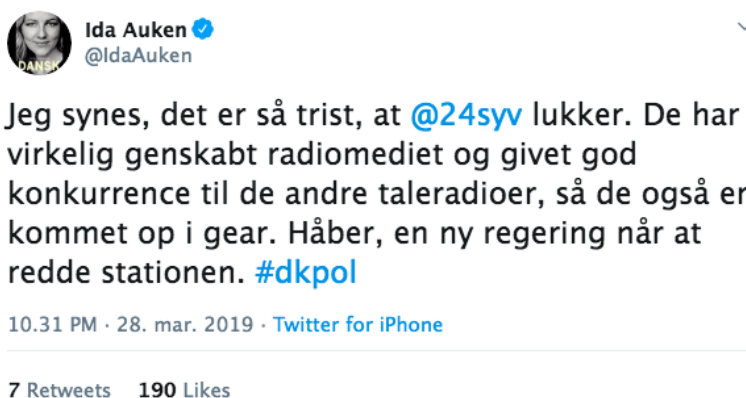 Ida Auken
@IdaAuken
DANSK
Jeg synes, det er så trist, at @24syv lukker. De har
virkelig genskabt radiomediet og givet god
konkurrence til de andre taleradioer, så de også er
kommet op i gear. Håber, en ny regering når at
redde stationen. #dkpol
10.31 PM · 28. mar. 2019 · Twitter for iPhone
7 Retweets 190 Likes